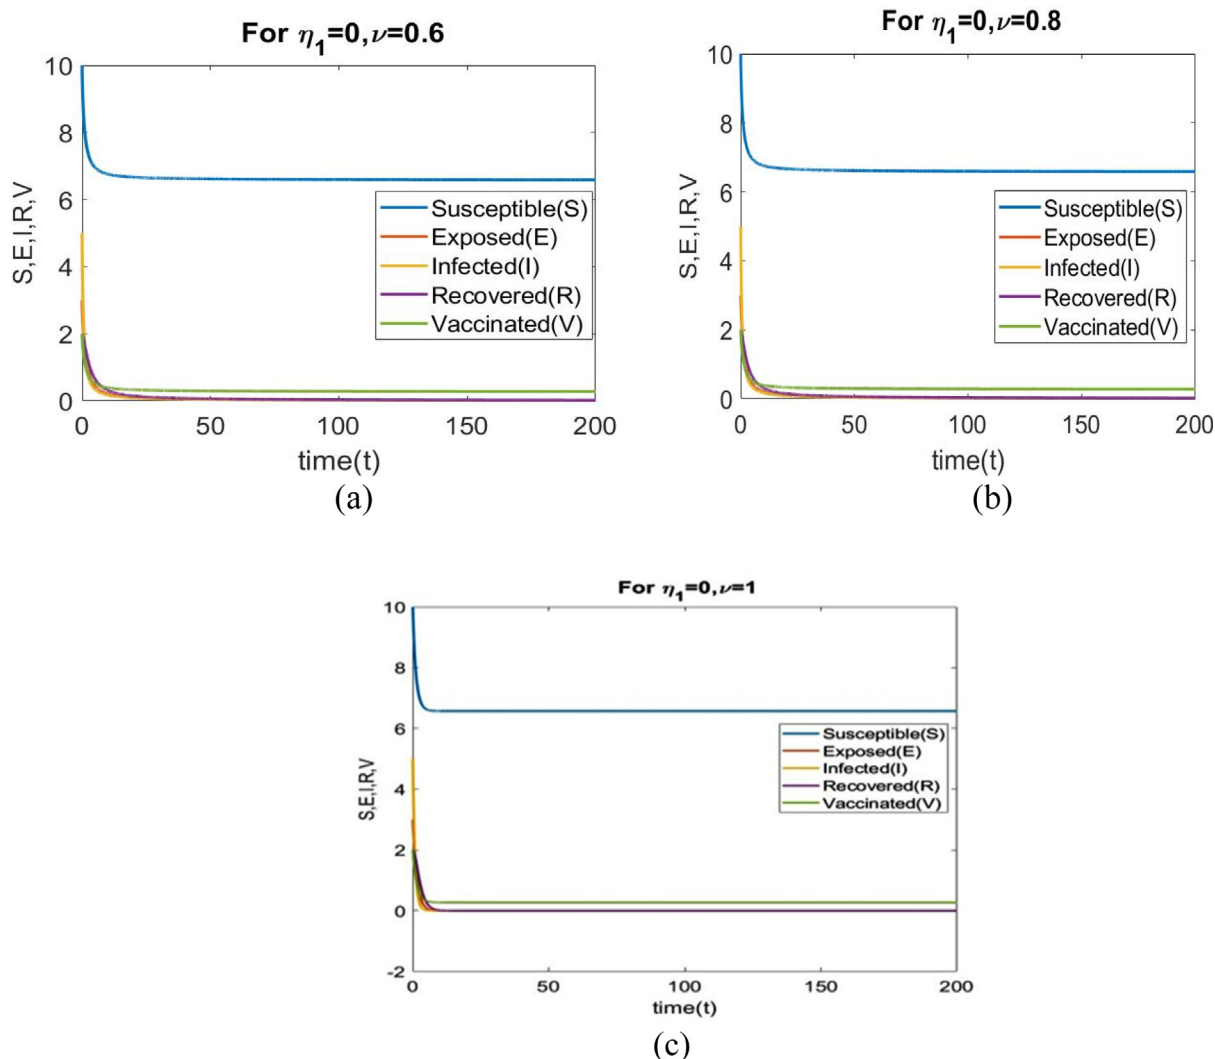 For η1=0,ν=0.6
10
8
6
4
2
0
S,E,I,R,V
Susceptible(S)
Exposed(E)
Infected(I)
Recovered(R)
Vaccinated(V)
0 50 100 150 200
time(t)
(a)
For η1=0,ν=0.8
10
8
6
4
2
0
S,E,I,R,V
Susceptible(S)
Exposed(E)
Infected(I)
Recovered(R)
Vaccinated(V)
0 50 100 150 200
time(t)
(b)
For η1=0,ν=1
10
8
6
4
2
0
-2
S,E,I,R,V
Susceptible(S)
Exposed(E)
Infected(I)
Recovered(R)
Vaccinated(V)
0 50 100 150 200
time(t)
(c)